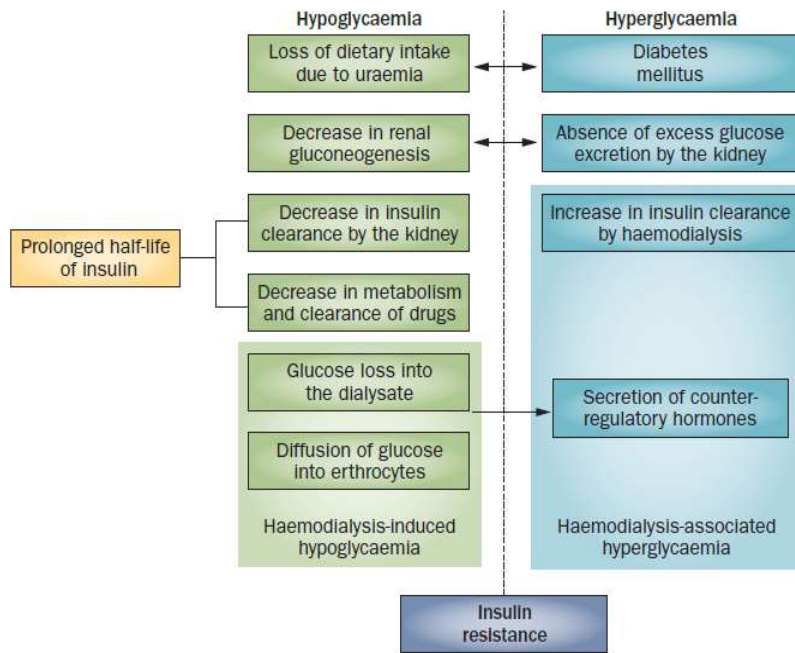 Hypoglycaemia
Hyperglycaemia
Loss of dietary intake
due to uraemia
Diabetes
mellitus
Decrease in renal
gluconeogenesis
Absence of excess glucose
excretion by the kidney
Prolonged half-life
of insulin
Decrease in insulin
clearance by the kidney
Increase in insulin clearance
by haemodialysis
Decrease in metabolism
and clearance of drugs
Glucose loss into
the dialysate
Secretion of counter-
regulatory hormones
Diffusion of glucose
into erthrocytes
Haemodialysis-induced
hypoglycaemia
Haemodialysis-associated
hyperglycaemia
Insulin
resistance